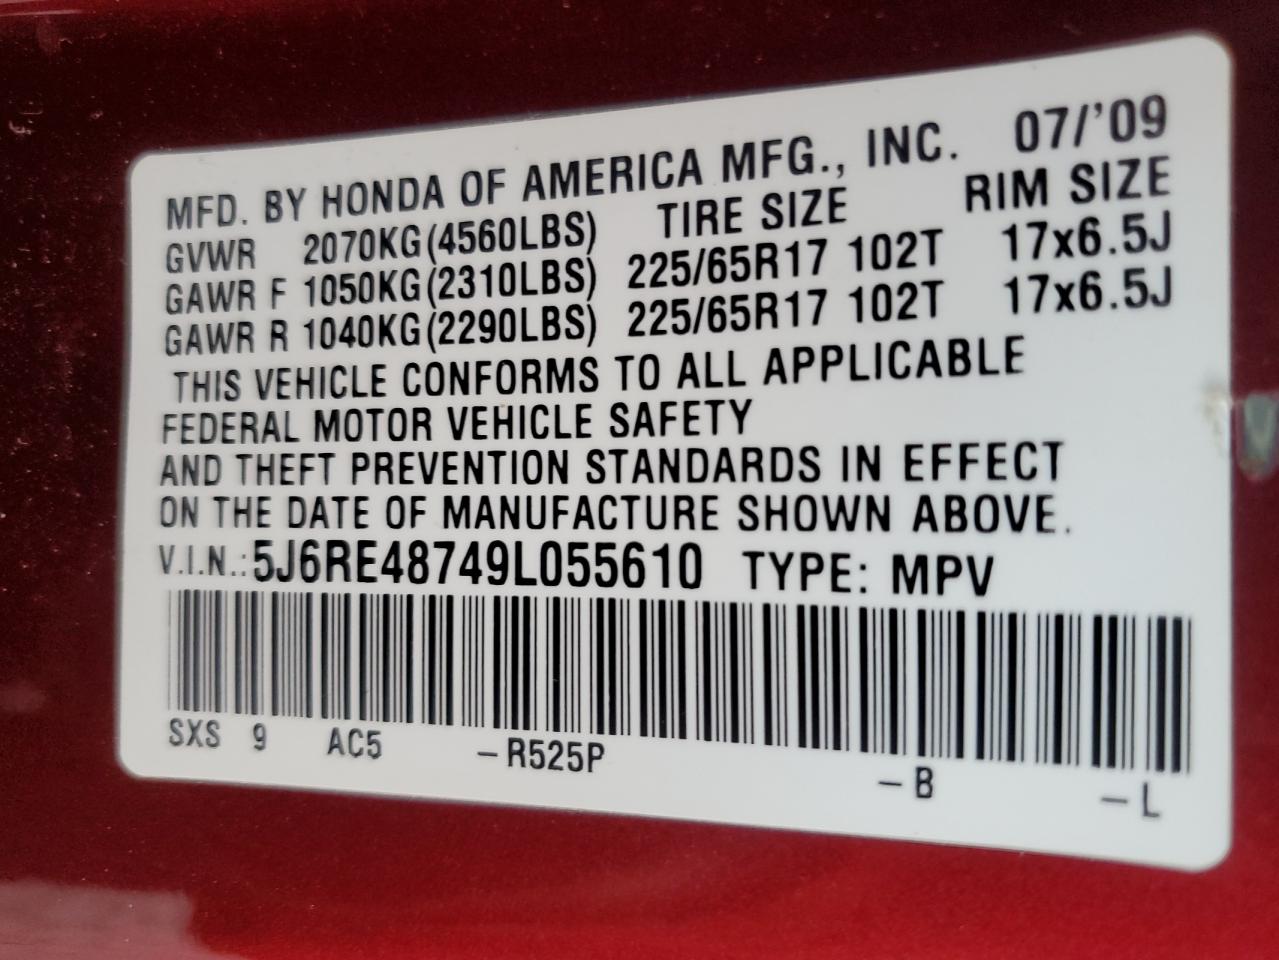 MFD. BY HONDA OF AMERICA MFG., INC. 07/'09
GVWR 2070KG(4560LBS) TIRE SIZE RIM SIZE
GAWR F 1050KG(2310LBS) 225/65R17 102T 17x6.5J
GAWR R 1040KG(2290LBS) 225/65R17 102T 17x6.5J
THIS VEHICLE CONFORMS TO ALL APPLICABLE
FEDERAL MOTOR VEHICLE SAFETY
AND THEFT PREVENTION STANDARDS IN EFFECT
ON THE DATE OF MANUFACTURE SHOWN ABOVE.
V.I.N.: 5J6RE48749L055610 TYPE: MPV
SXS 9 AC5 –R525P –B –L